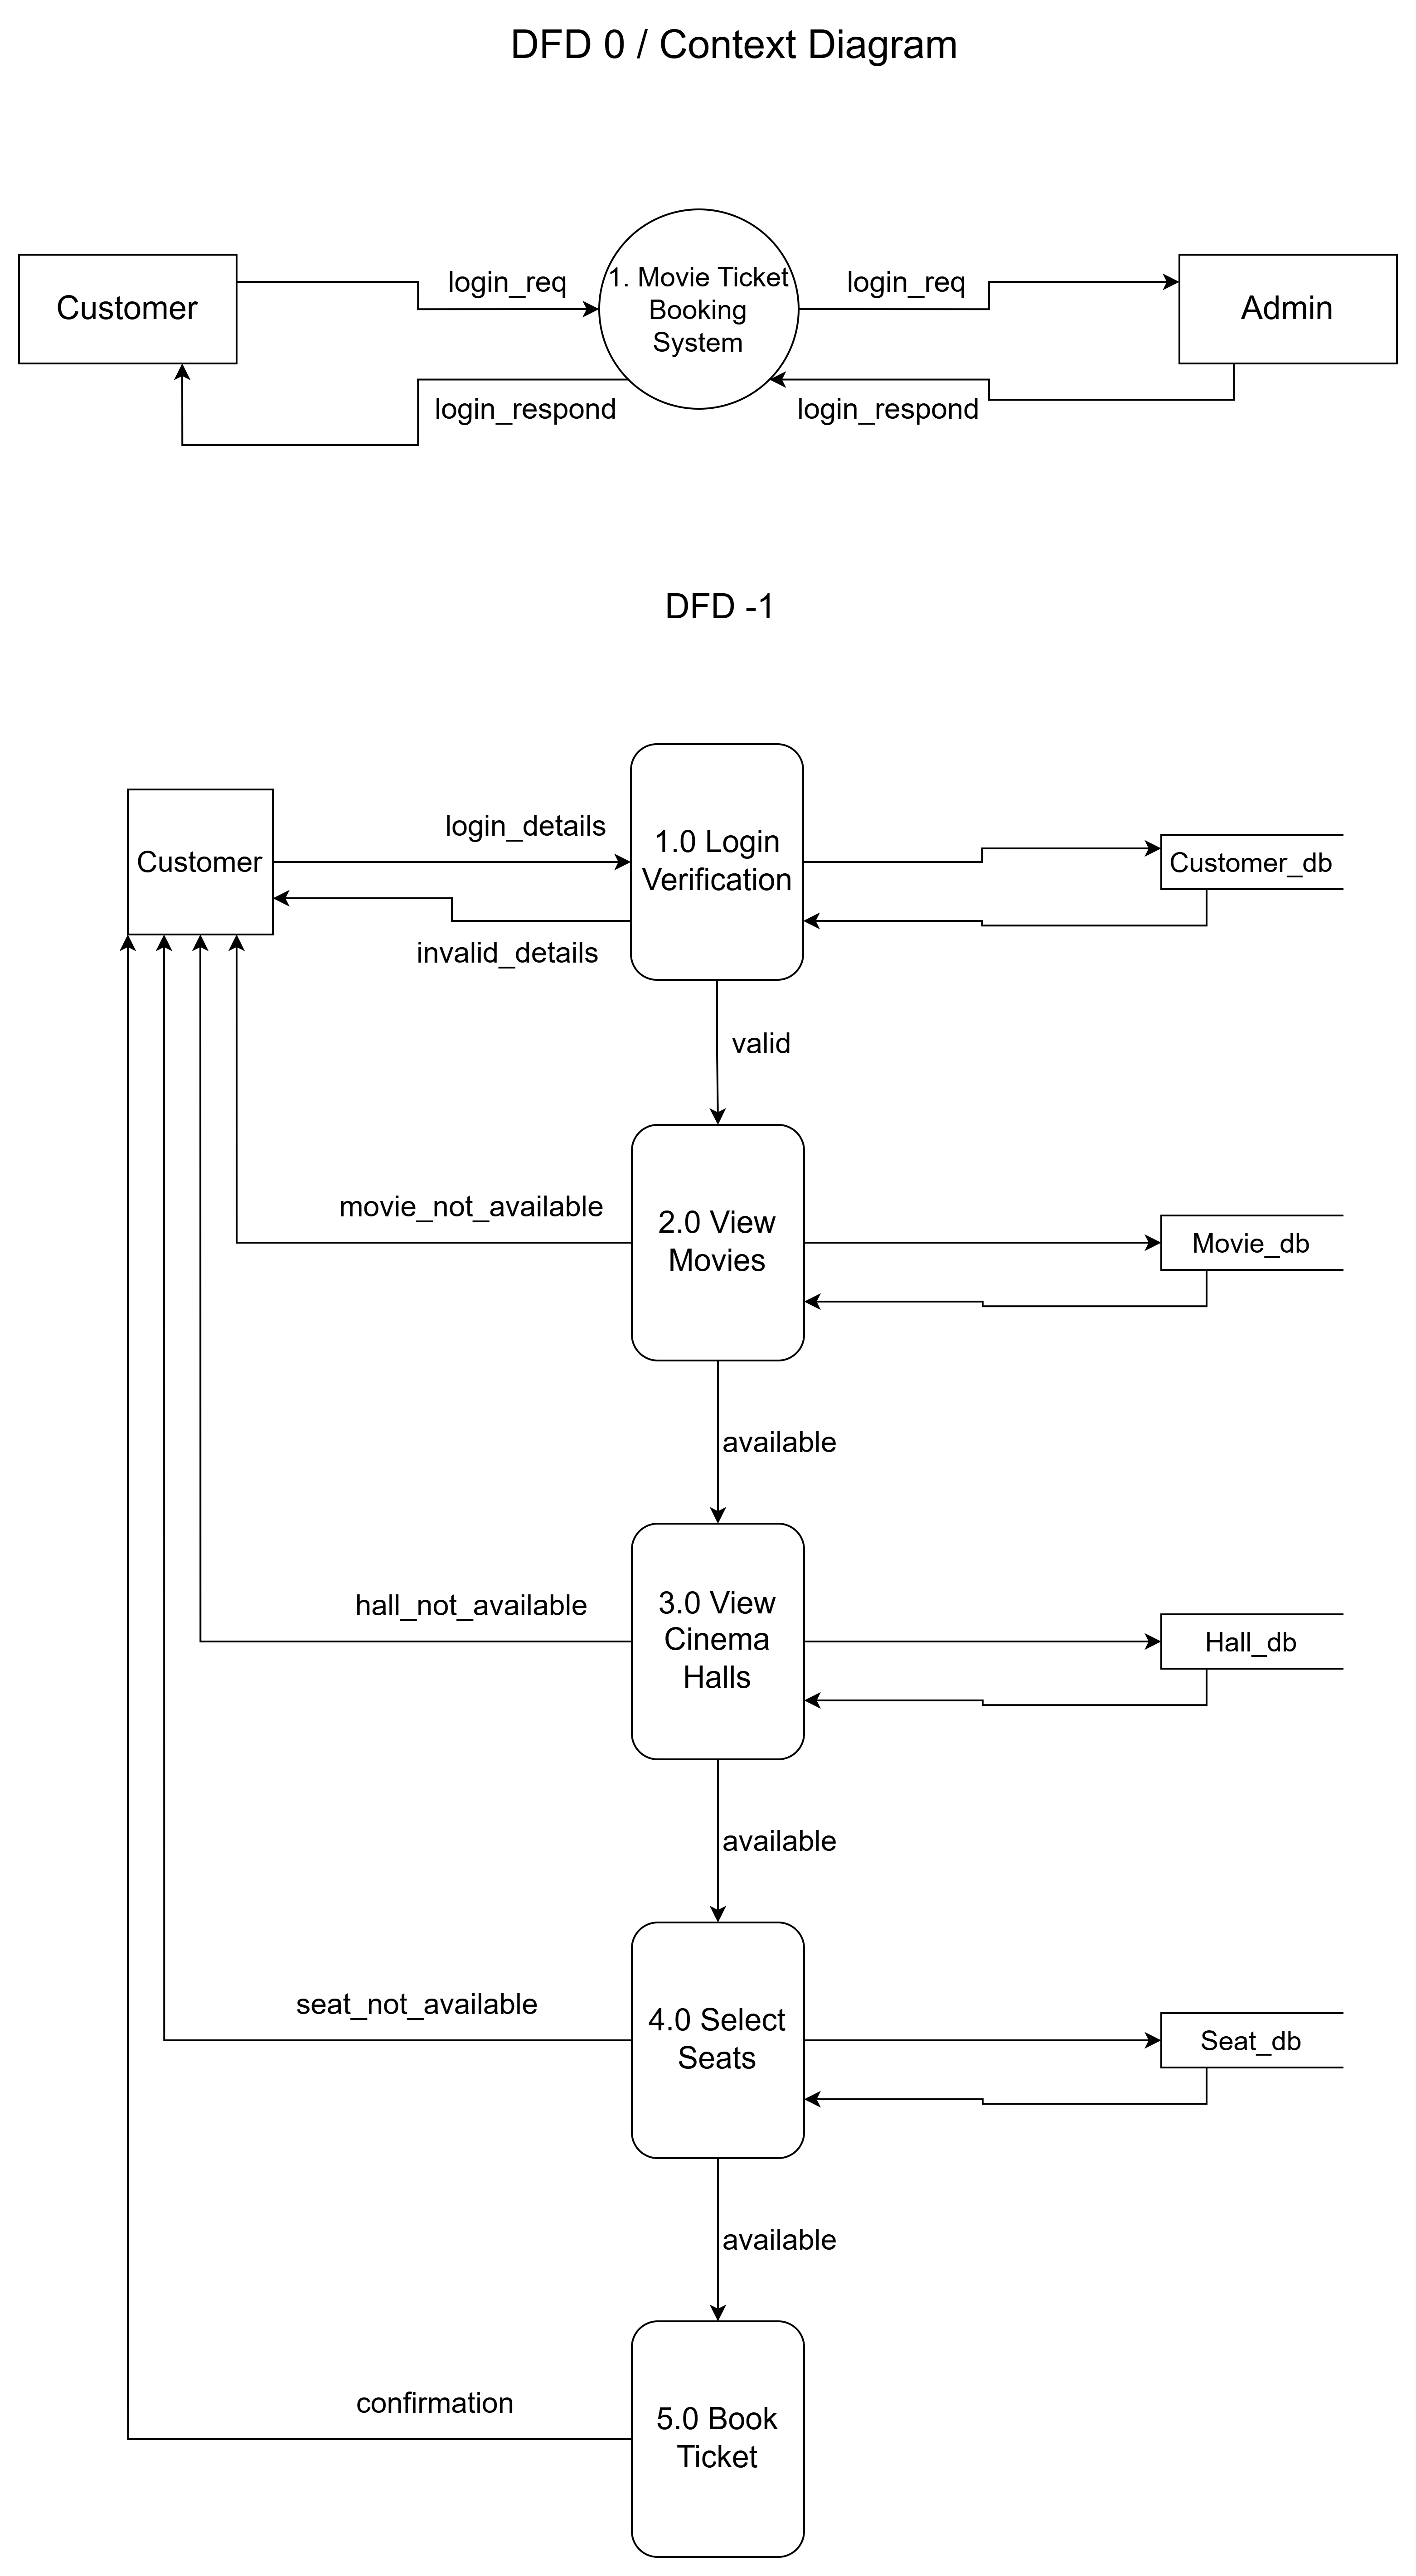 DFD 0 / Context Diagram
login_req
login_req
Customer
1. Movie Ticket
Booking
System
Admin
login_respond
login_respond
DFD -1
login_details
Customer
1.0 Login
Verification
Customer_db
invalid_details
valid
movie_not_available
2.0 View
Movies
Movie_db
available
hall_not_available
3.0 View
Cinema
Halls
Hall_db
available
seat_not_available
4.0 Select
Seats
Seat_db
available
confirmation
5.0 Book
Ticket